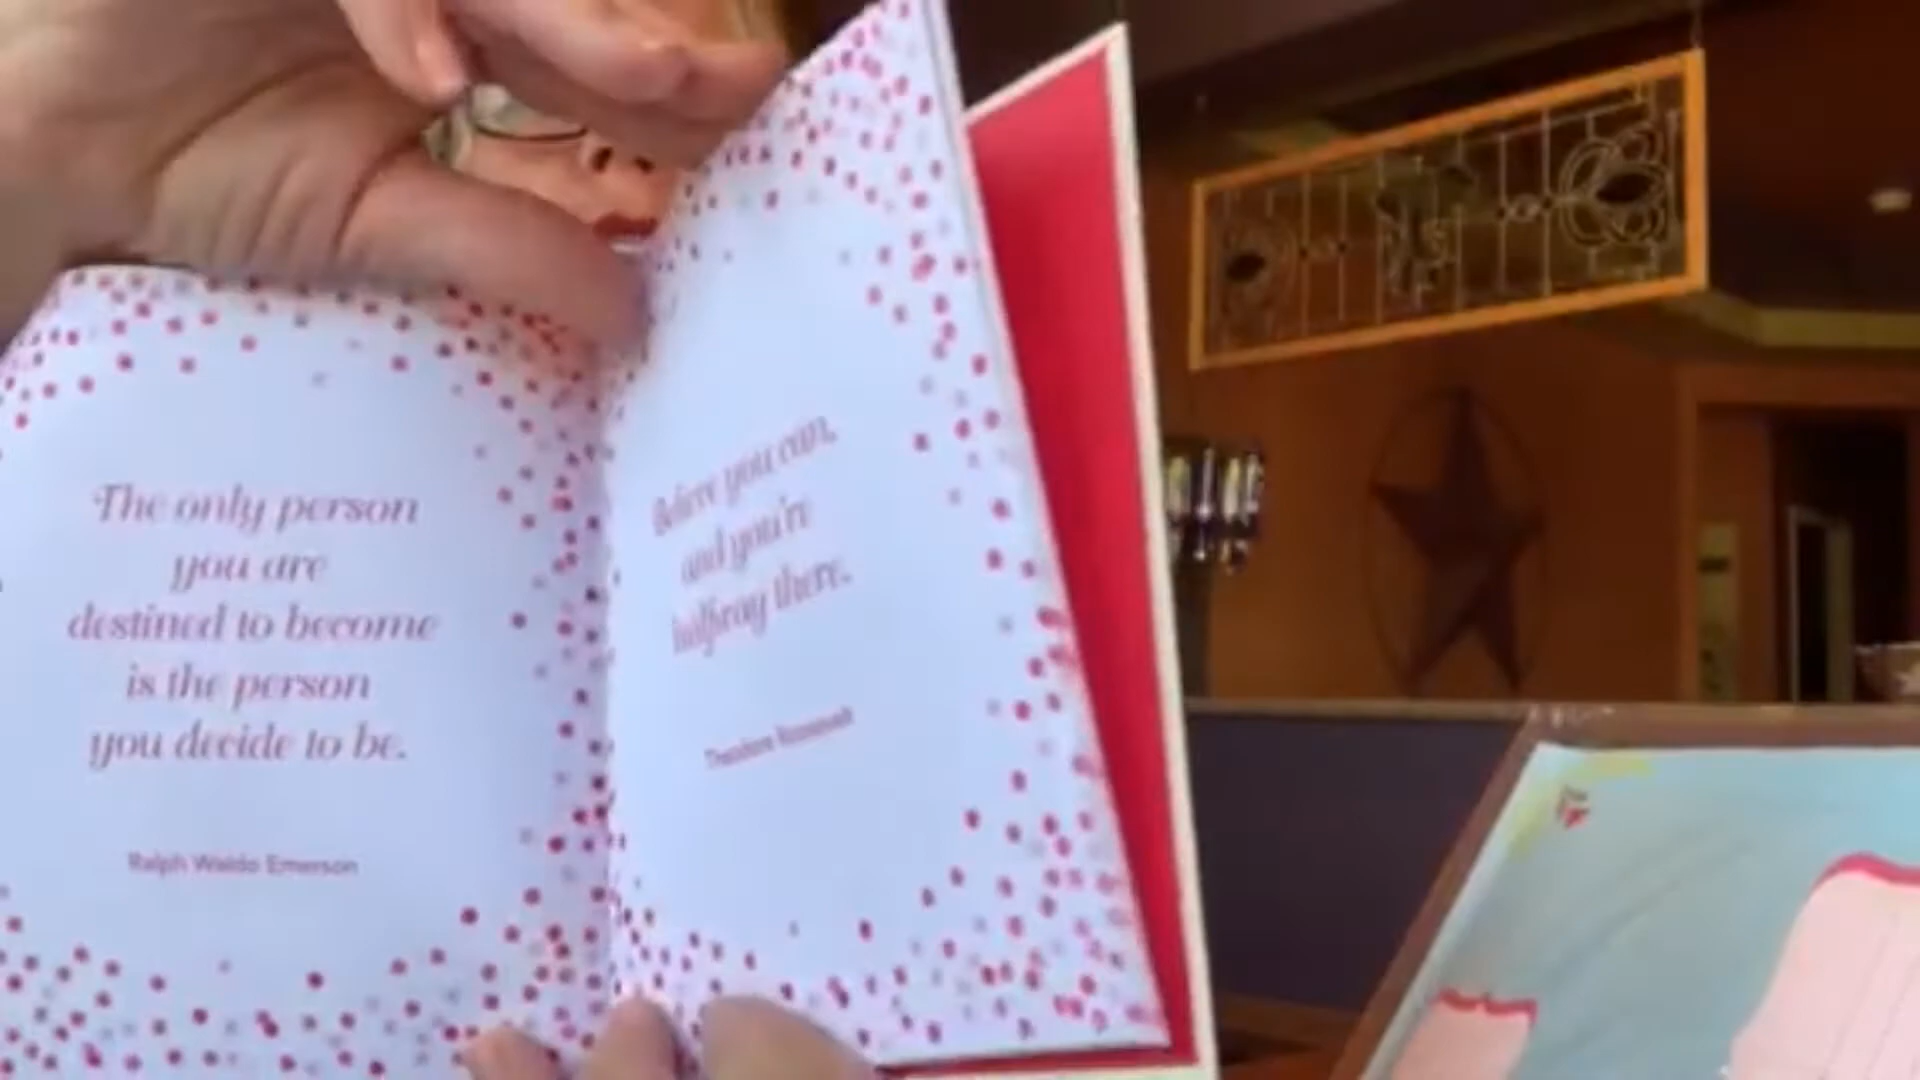 The only person
you are
destined to become
is the person
you decide to be.
Ralph Waldo Emerson
Believe you can,
and you're
halfway there.
Theodore Roosevelt